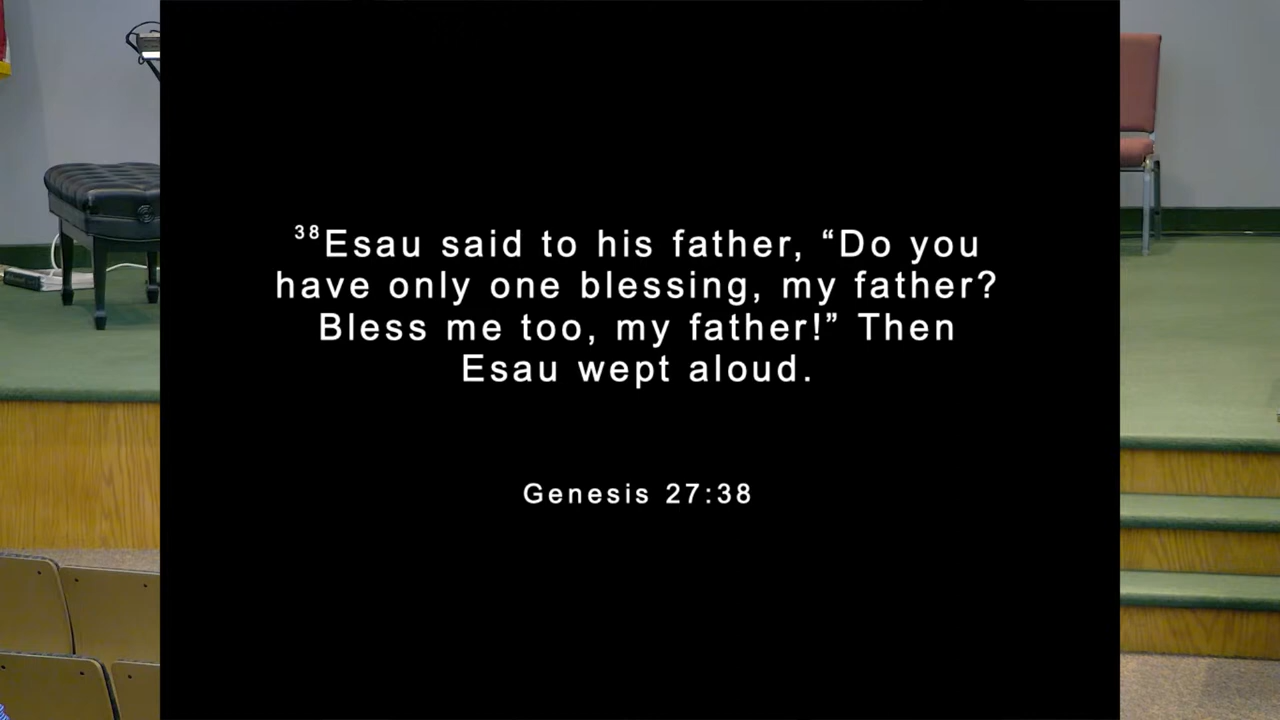 ³⁸Esau said to his father, “Do you
have only one blessing, my father?
Bless me too, my father!” Then
Esau wept aloud.
Genesis 27:38